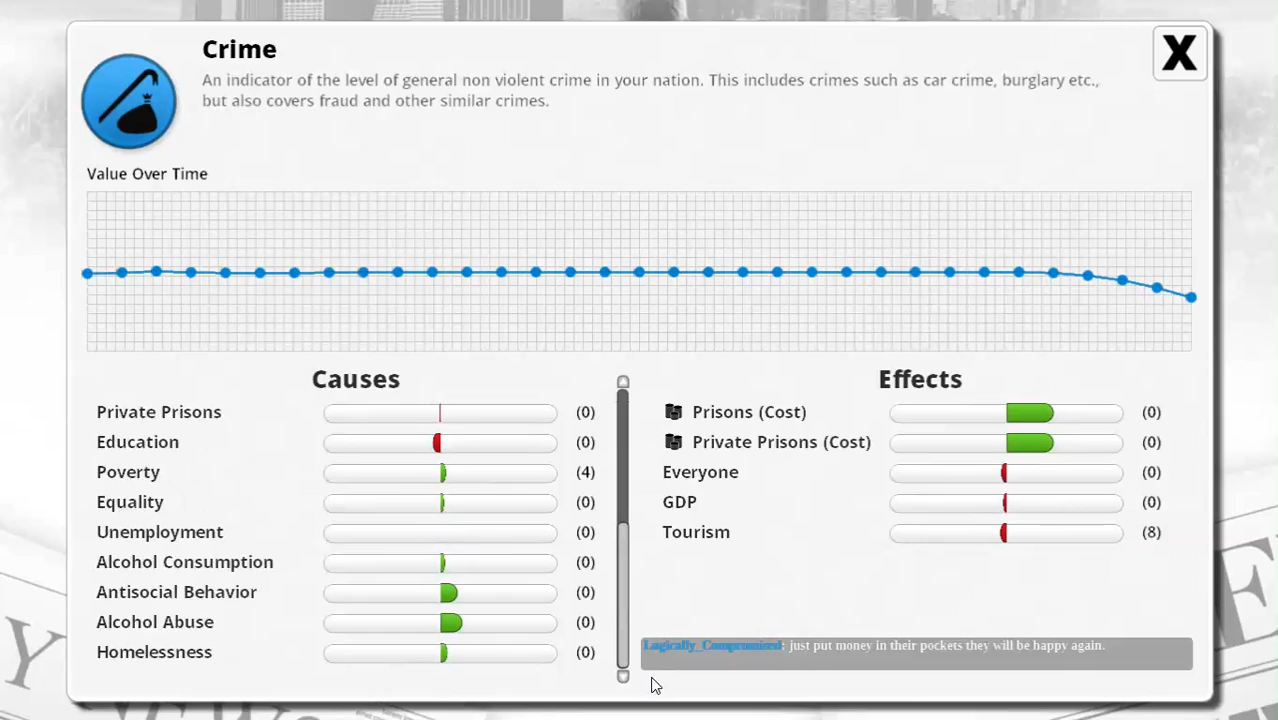 Crime
X
An indicator of the level of general non violent crime in your nation. This includes crimes such as car crime, burglary etc.,
but also covers fraud and other similar crimes.
Value Over Time
Causes
Effects
Private Prisons (0)
Education (0)
Poverty (4)
Equality (0)
Unemployment (0)
Alcohol Consumption (0)
Antisocial Behavior (0)
Alcohol Abuse (0)
Homelessness (0)
Prisons (Cost) (0)
Private Prisons (Cost) (0)
Everyone (0)
GDP (0)
Tourism (8)
Logically_Compromised: just put money in their pockets they will be happy again.